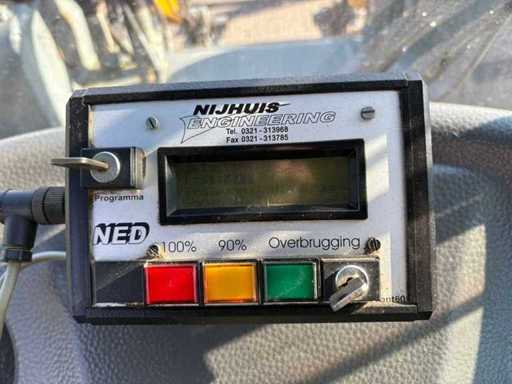 NIJHUIS
ENGINEERING
Tel. 0321 - 313968
Fax 0321 - 313785
Programma
NED
100% 90% Overbrugging